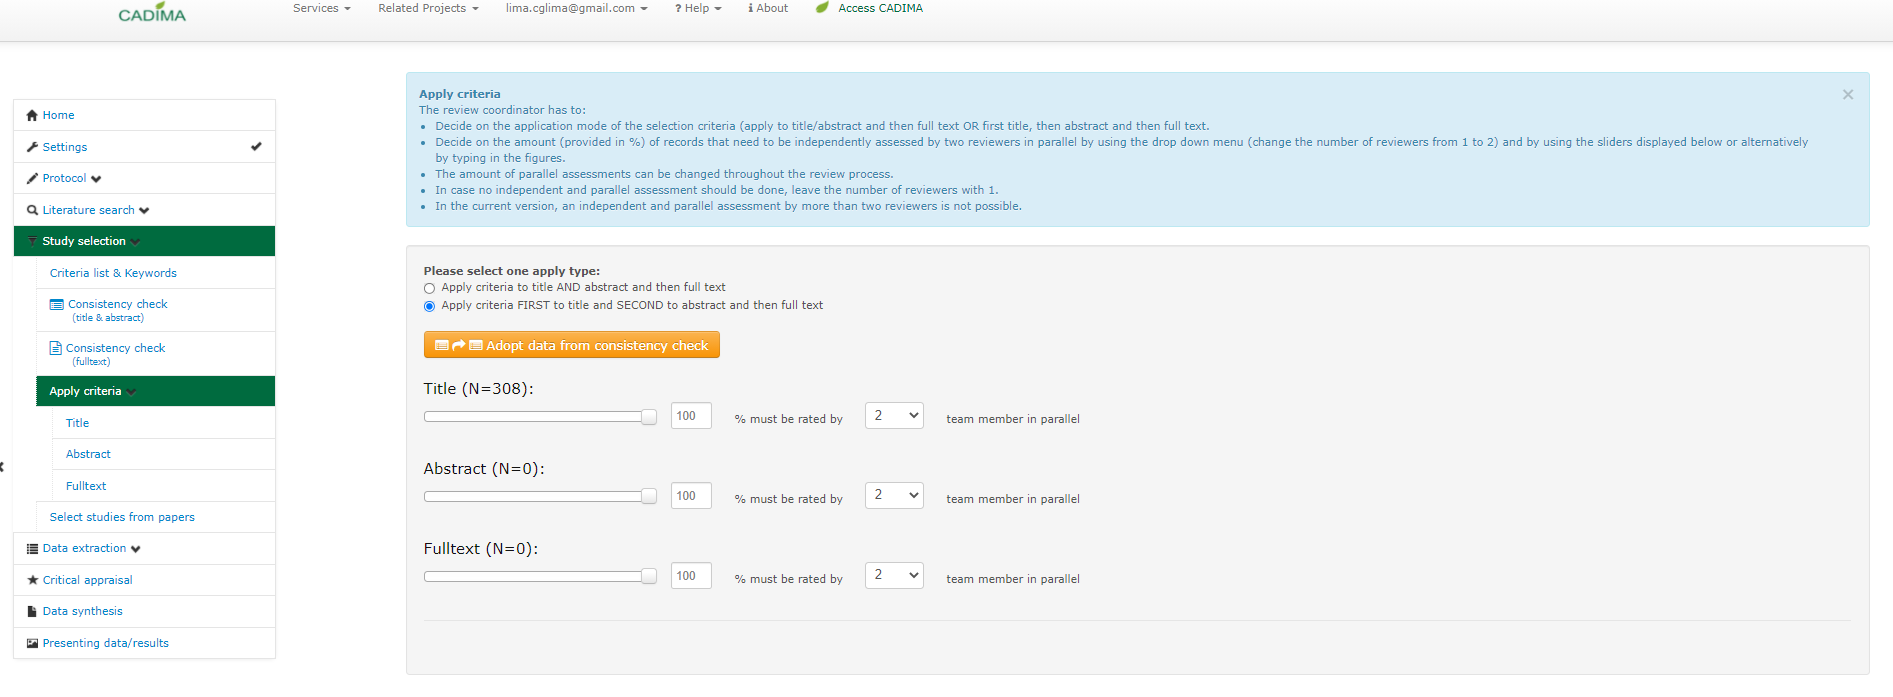 CADIMA
Services
Related Projects
lima.cglima@gmail.com
? Help
i About
Access CADIMA
Home
Settings
Protocol
Literature search
Study selection
Criteria list & Keywords
Consistency check
(title & abstract)
Consistency check
(fulltext)
Apply criteria
Title
Abstract
Fulltext
Select studies from papers
Data extraction
Critical appraisal
Data synthesis
Presenting data/results
Apply criteria
×
The review coordinator has to:
• Decide on the application mode of the selection criteria (apply to title/abstract and then full text OR first title, then abstract and then full text.
• Decide on the amount (provided in %) of records that need to be independently assessed by two reviewers in parallel by using the drop down menu (change the number of reviewers from 1 to 2) and by using the sliders displayed below or alternatively
by typing in the figures.
• The amount of parallel assessments can be changed throughout the review process.
• In case no independent and parallel assessment should be done, leave the number of reviewers with 1.
• In the current version, an independent and parallel assessment by more than two reviewers is not possible.
Please select one apply type:
Apply criteria to title AND abstract and then full text
Apply criteria FIRST to title and SECOND to abstract and then full text
Adopt data from consistency check
Title (N=308):
100 % must be rated by 2 team member in parallel
Abstract (N=0):
100 % must be rated by 2 team member in parallel
Fulltext (N=0):
100 % must be rated by 2 team member in parallel